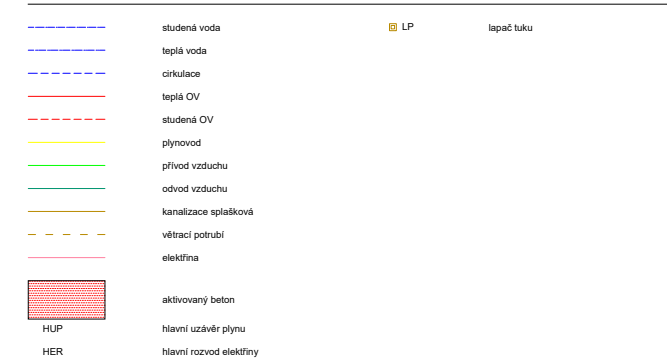 studená voda
LP lapač tuku
teplá voda
cirkulace
teplá OV
studená OV
plynovod
přívod vzduchu
odvod vzduchu
kanalizace splašková
větrací potrubí
elektřina
aktivovaný beton
HUP hlavní uzávěr plynu
HER hlavní rozvod elektřiny